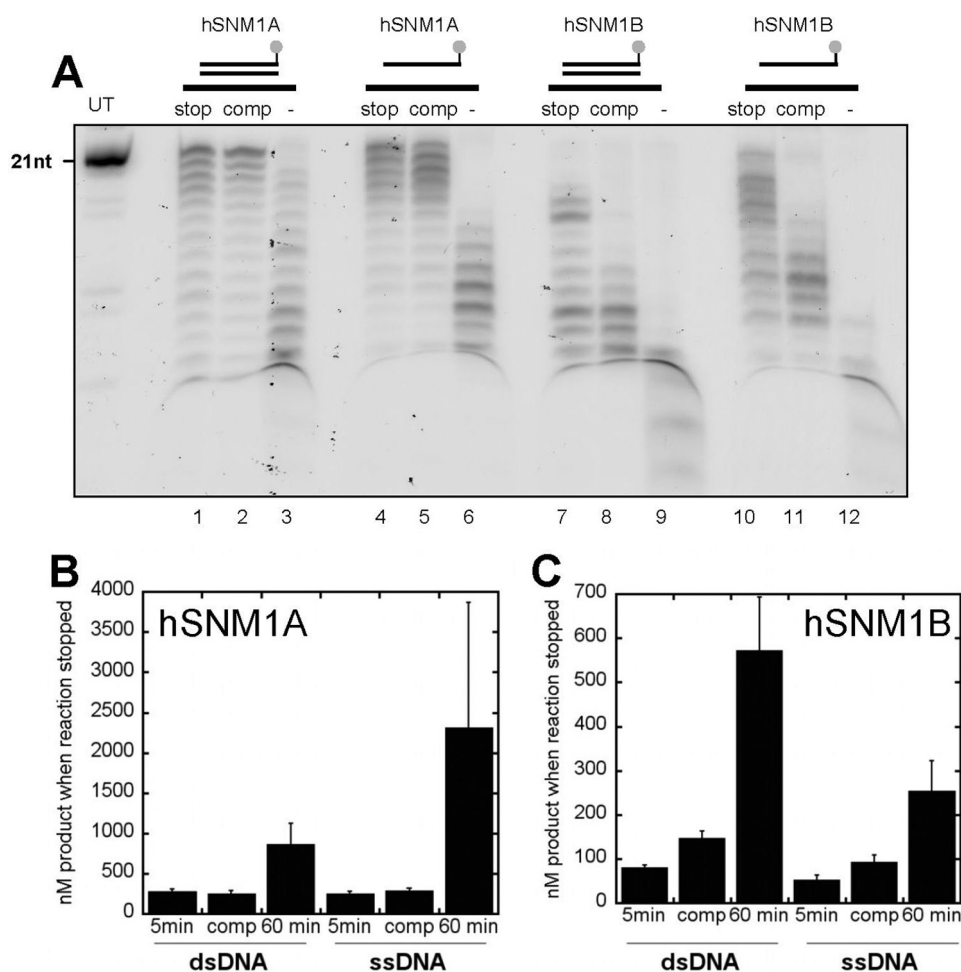 hSNM1A hSNM1A hSNM1B hSNM1B
A
UT stop comp - stop comp - stop comp - stop comp -
21nt
1 2 3 4 5 6 7 8 9 10 11 12
B
nM product when reaction stopped
4000
3500
3000
2500
2000
1500
1000
500
0
hSNM1A
5min comp 60 min 5min comp 60 min
dsDNA ssDNA
C
nM product when reaction stopped
700
600
500
400
300
200
100
0
hSNM1B
5min comp 60 min 5min comp 60 min
dsDNA ssDNA